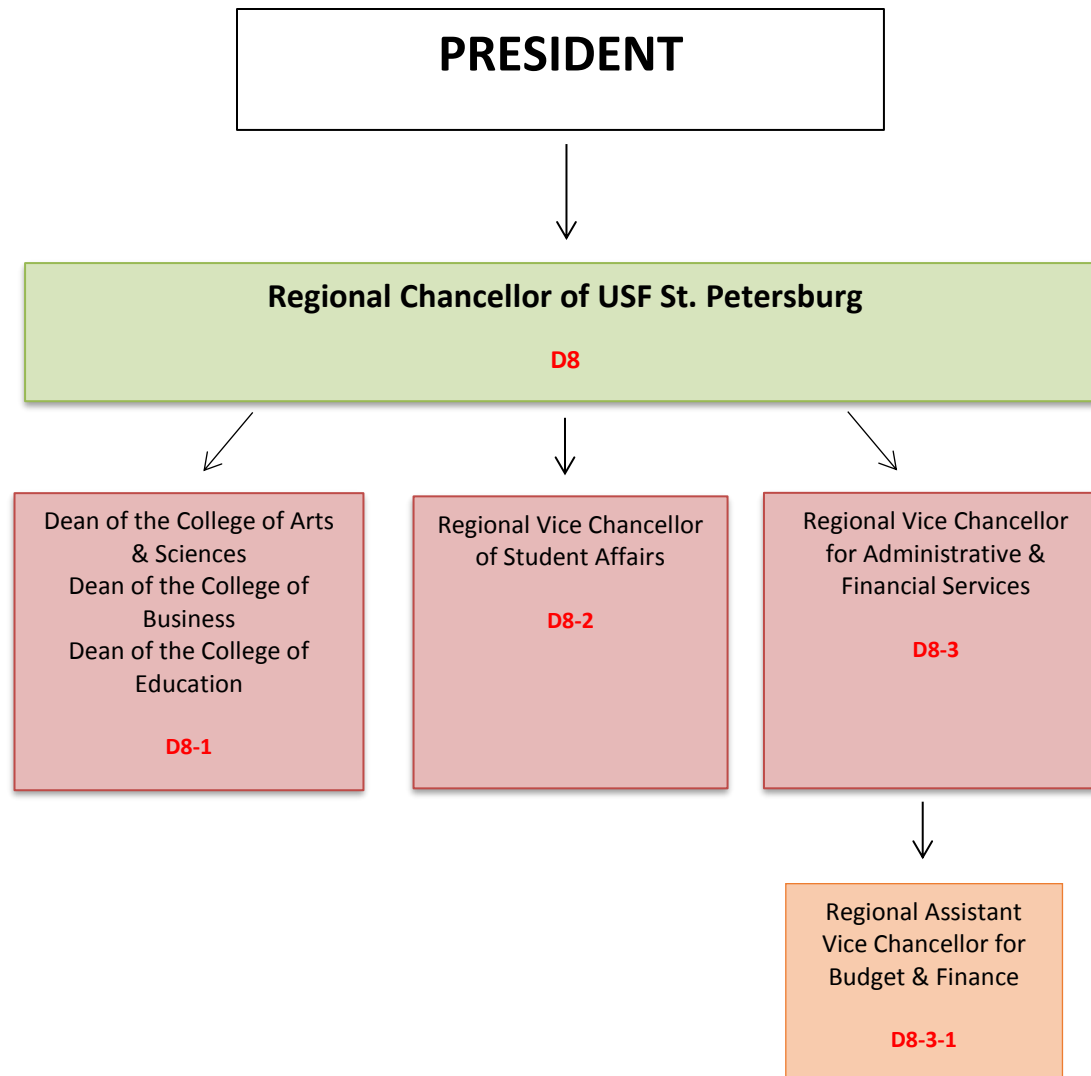 PRESIDENT
Regional Chancellor of USF St. Petersburg
D8
Dean of the College of Arts
& Sciences
Dean of the College of
Business
Dean of the College of
Education
D8-1
Regional Vice Chancellor
of Student Affairs
D8-2
Regional Vice Chancellor
for Administrative &
Financial Services
D8-3
Regional Assistant
Vice Chancellor for
Budget & Finance
D8-3-1